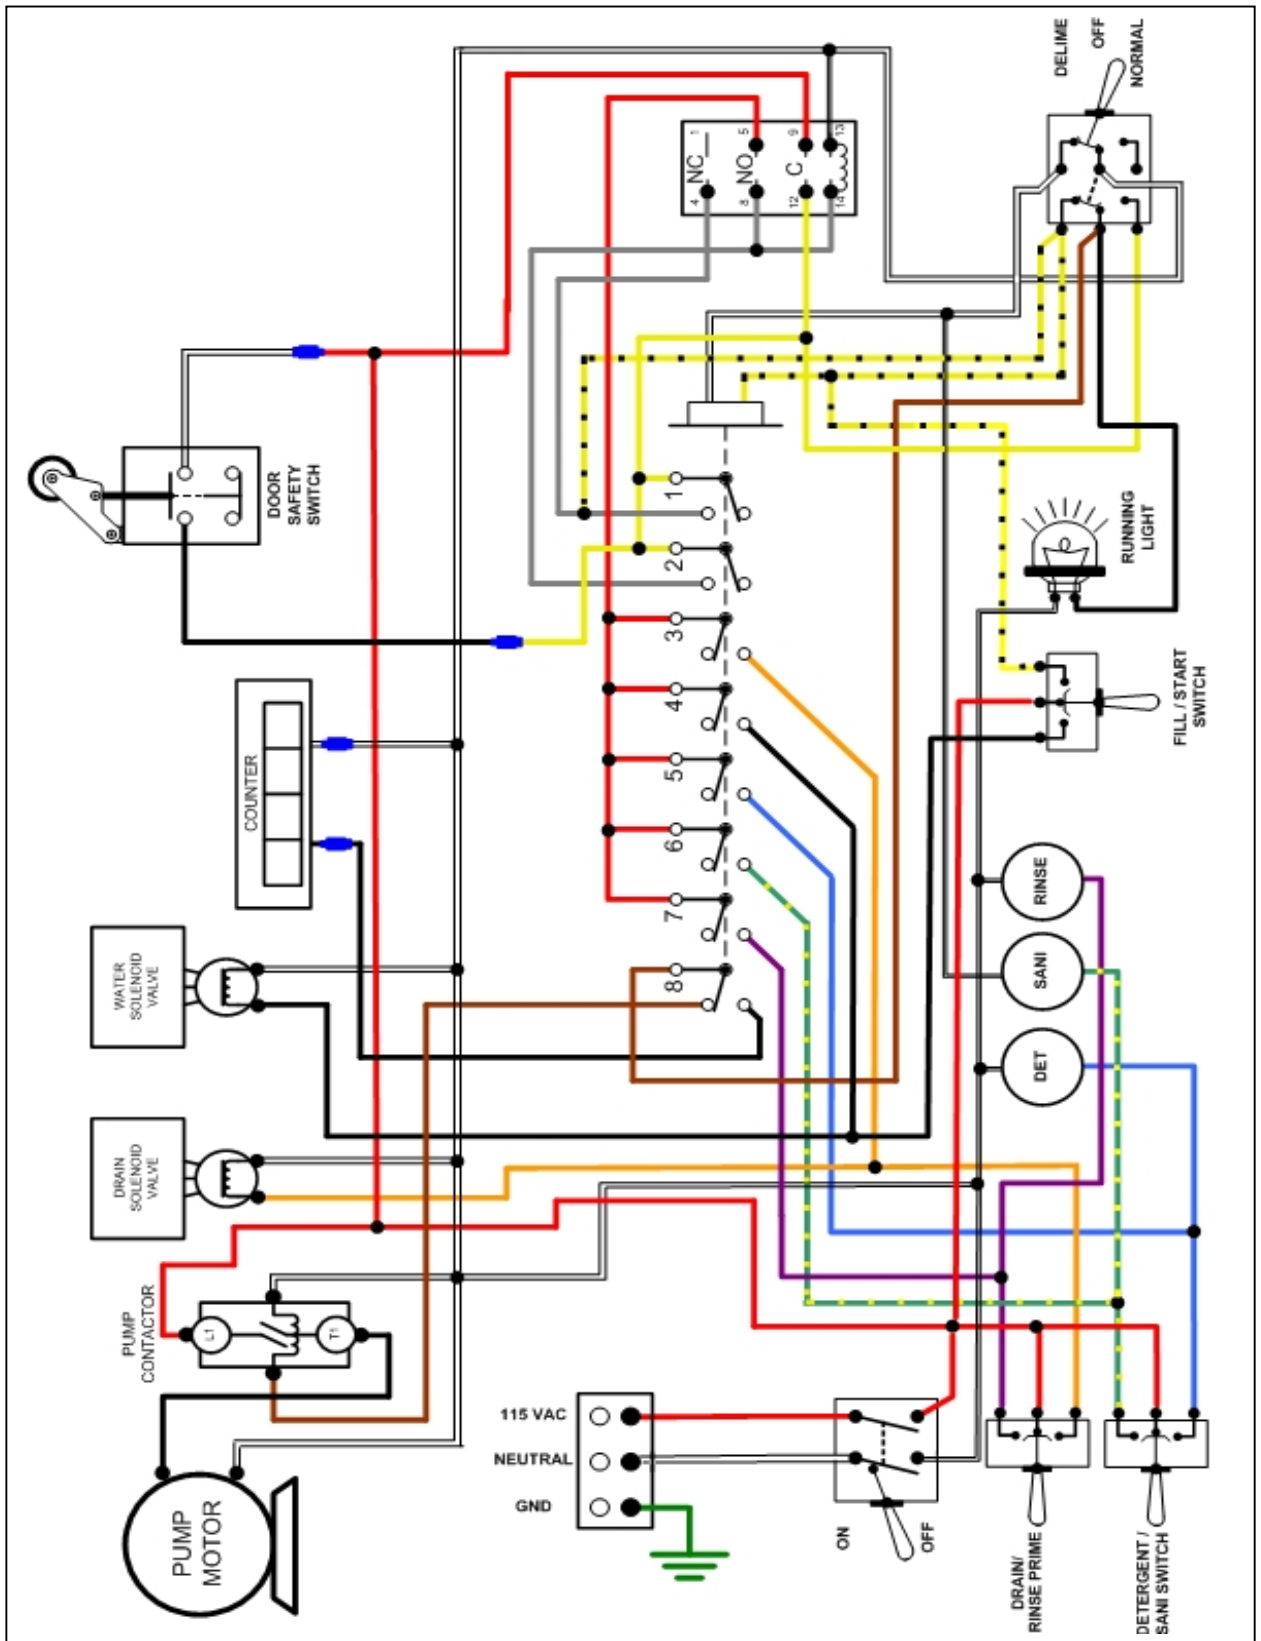 DELIME
OFF
NORMAL
NC
1
4
NO
5
8
C
9
12
13
14
DOOR
SAFETY
SWITCH
1
2
3
4
5
6
7
8
RUNNING
LIGHT
FILL / START
SWITCH
COUNTER
WATER
SOLENOID
VALVE
RINSE
SANI
DET
DRAIN
SOLENOID
VALVE
PUMP
CONTACTOR
L1
T1
115 VAC
NEUTRAL
GND
ON
OFF
PUMP
MOTOR
DRAIN/
RINSE PRIME
DETERGENT /
SANI SWITCH